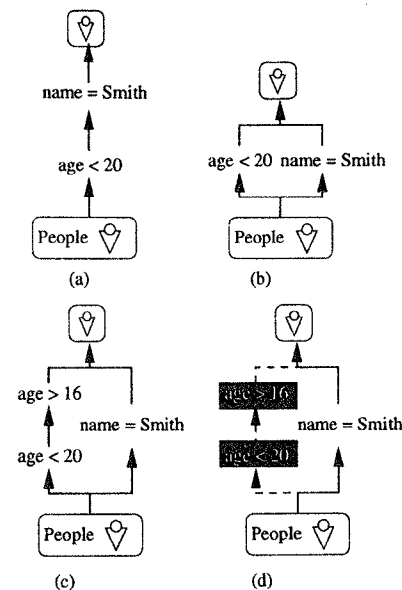 name = Smith
age < 20
People
(a)
age < 20 name = Smith
People
(b)
age > 16
name = Smith
age < 20
People
(c)
age > 16
name = Smith
age < 20
People
(d)